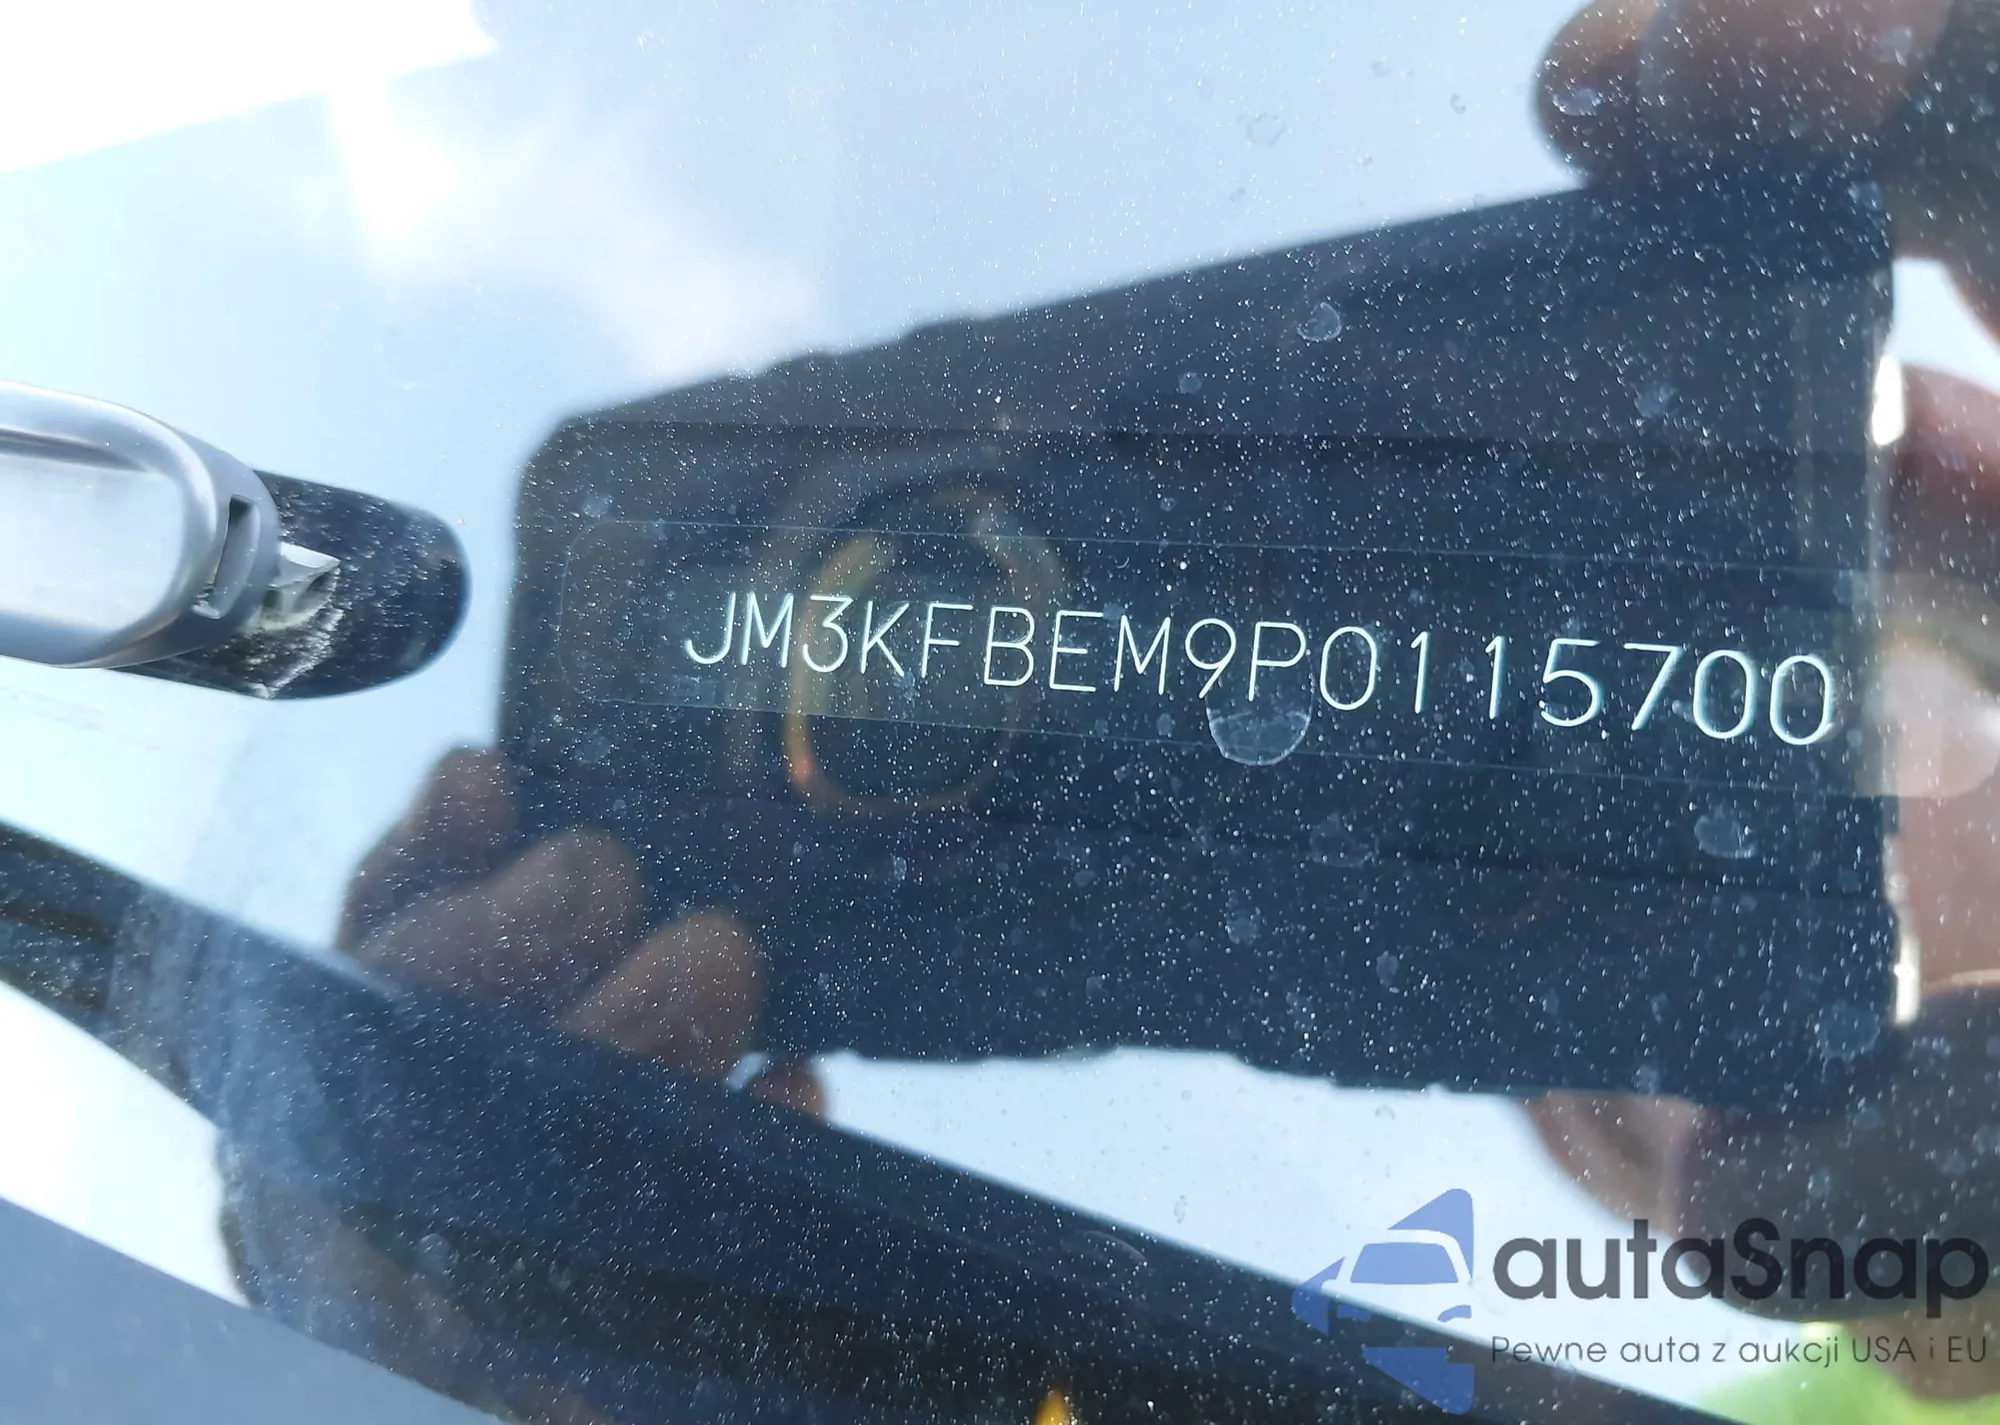 JM3KFBEM9P0115700
autaSnap
Pewne auta z aukcji USA i EU